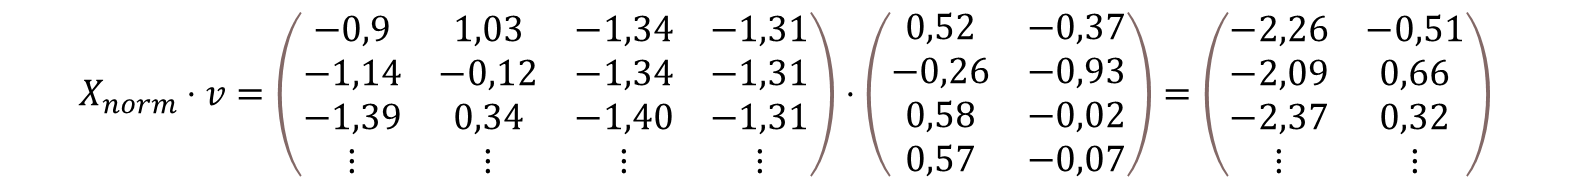 −0,9 1,03 −1,34 −1,31 0,52 −0,37 −2,26 −0,51
−1,14 −0,12 −1,34 −1,31 −0,26 −0,93 −2,09 0,66
X_norm · v = · =
−1,39 0,34 −1,40 −1,31 0,58 −0,02 −2,37 0,32
⋮ ⋮ ⋮ ⋮ 0,57 −0,07 ⋮ ⋮